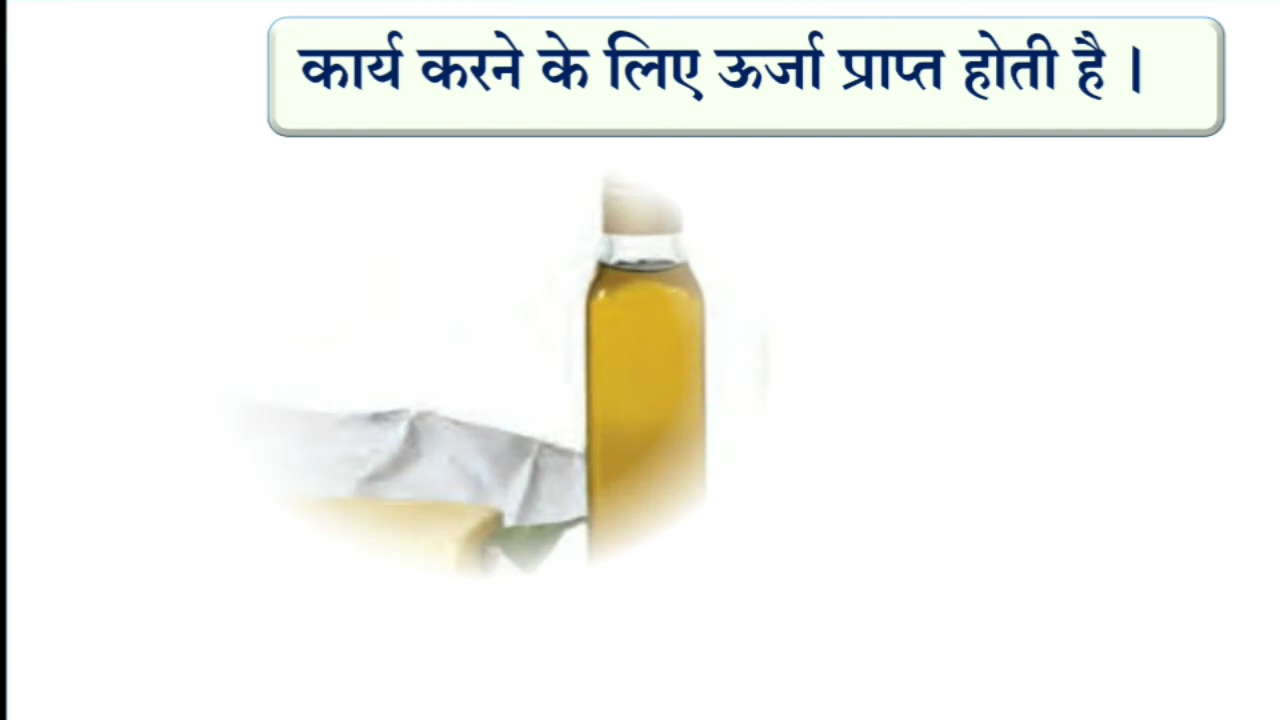 कार्य करने के लिए ऊर्जा प्राप्त होती है ।